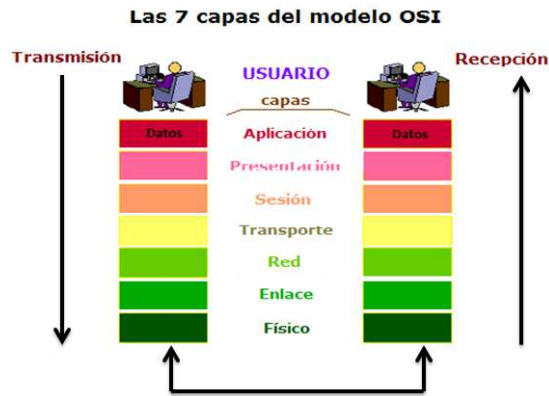 Las 7 capas del modelo OSI
Transmisión
Recepción
USUARIO
capas
Datos
Aplicación
Datos
Presentación
Sesión
Transporte
Red
Enlace
Físico